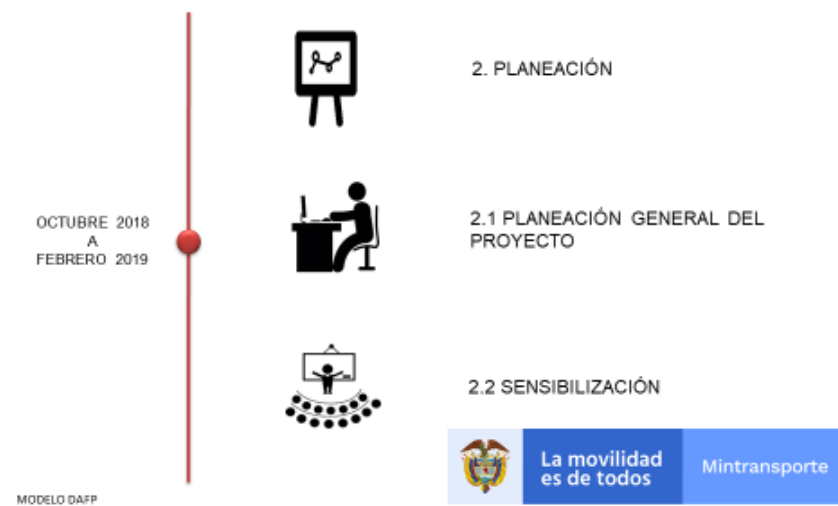 2. PLANEACIÓN
OCTUBRE 2018
A
FEBRERO 2019
2.1 PLANEACIÓN GENERAL DEL
PROYECTO
2.2 SENSIBILIZACIÓN
La movilidad
es de todos
Mintransporte
MODELO DAFP